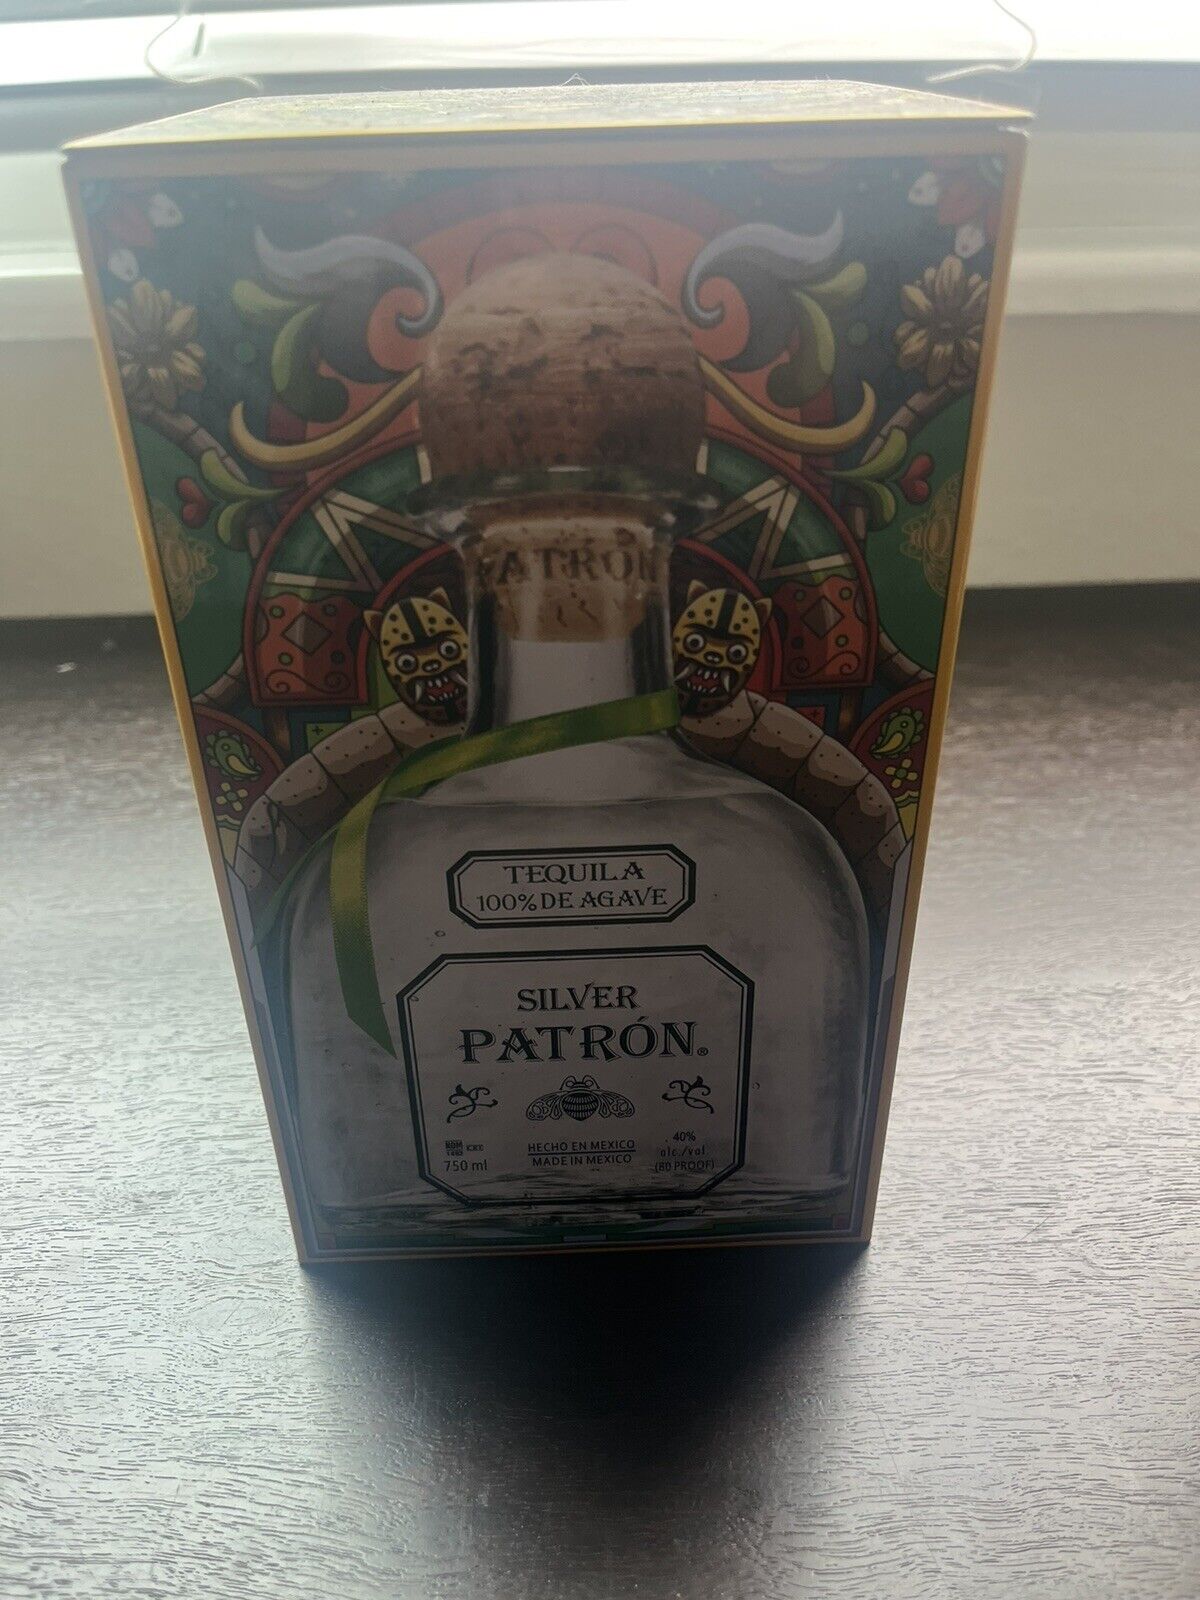 PATRÓN
TEQUILA
100% DE AGAVE
SILVER
PATRÓN®
HECHO EN MEXICO
MADE IN MEXICO
750 ml
40%
alc./vol.
(80 PROOF)